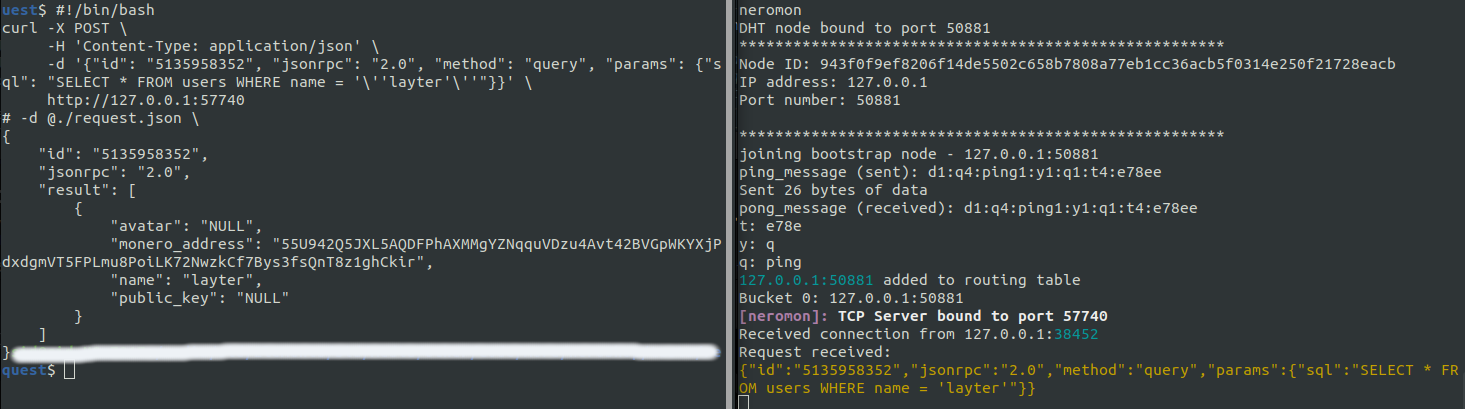 uest$ #!/bin/bash
curl -X POST \
     -H 'Content-Type: application/json' \
     -d '{"id": "5135958352", "jsonrpc": "2.0", "method": "query", "params": {"s
ql": "SELECT * FROM users WHERE name = '\''layter'\''"}}' \
     http://127.0.0.1:57740
# -d @./request.json \
{
    "id": "5135958352",
    "jsonrpc": "2.0",
    "result": [
        {
            "avatar": "NULL",
            "monero_address": "55U942Q5JXL5AQDFPhAXMMgYZNqquVDzu4Avt42BVGpWKYXjP
dxdgmVT5FPLmu8PoiLK72NwzkCf7Bys3fsQnT8z1ghCkir",
            "name": "layter",
            "public_key": "NULL"
        }
    ]
}
quest$
neromon
DHT node bound to port 50881
******************************************************
Node ID: 943f0f9ef8206f14de5502c658b7808a77eb1cc36acb5f0314e250f21728eacb
IP address: 127.0.0.1
Port number: 50881
******************************************************
joining bootstrap node - 127.0.0.1:50881
ping_message (sent): d1:q4:ping1:y1:q1:t4:e78ee
Sent 26 bytes of data
pong_message (received): d1:q4:ping1:y1:q1:t4:e78ee
t: e78e
y: q
q: ping
127.0.0.1:50881 added to routing table
Bucket 0: 127.0.0.1:50881
[neromon]: TCP Server bound to port 57740
Received connection from 127.0.0.1:38452
Request received:
{"id":"5135958352","jsonrpc":"2.0","method":"query","params":{"sql":"SELECT * FR
OM users WHERE name = 'layter'"}}